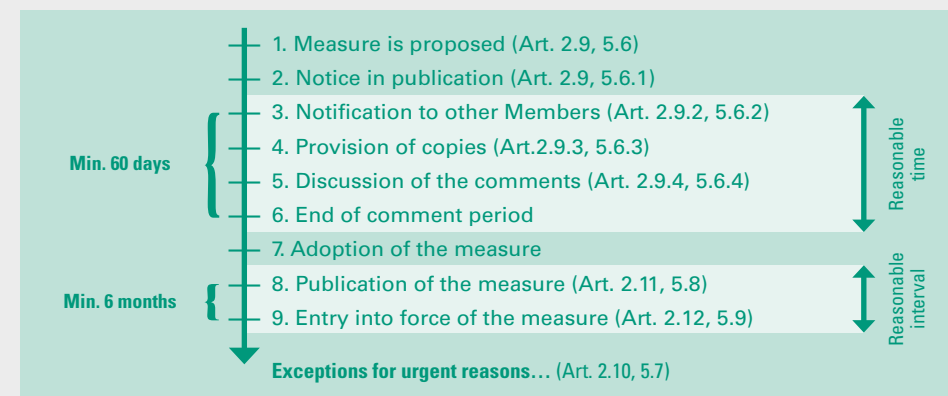 1. Measure is proposed (Art. 2.9, 5.6)
2. Notice in publication (Art. 2.9, 5.6.1)
3. Notification to other Members (Art. 2.9.2, 5.6.2)
4. Provision of copies (Art.2.9.3, 5.6.3)
5. Discussion of the comments (Art. 2.9.4, 5.6.4)
6. End of comment period
Min. 60 days
Reasonable
time
7. Adoption of the measure
8. Publication of the measure (Art. 2.11, 5.8)
9. Entry into force of the measure (Art. 2.12, 5.9)
Min. 6 months
Reasonable
interval
Exceptions for urgent reasons… (Art. 2.10, 5.7)